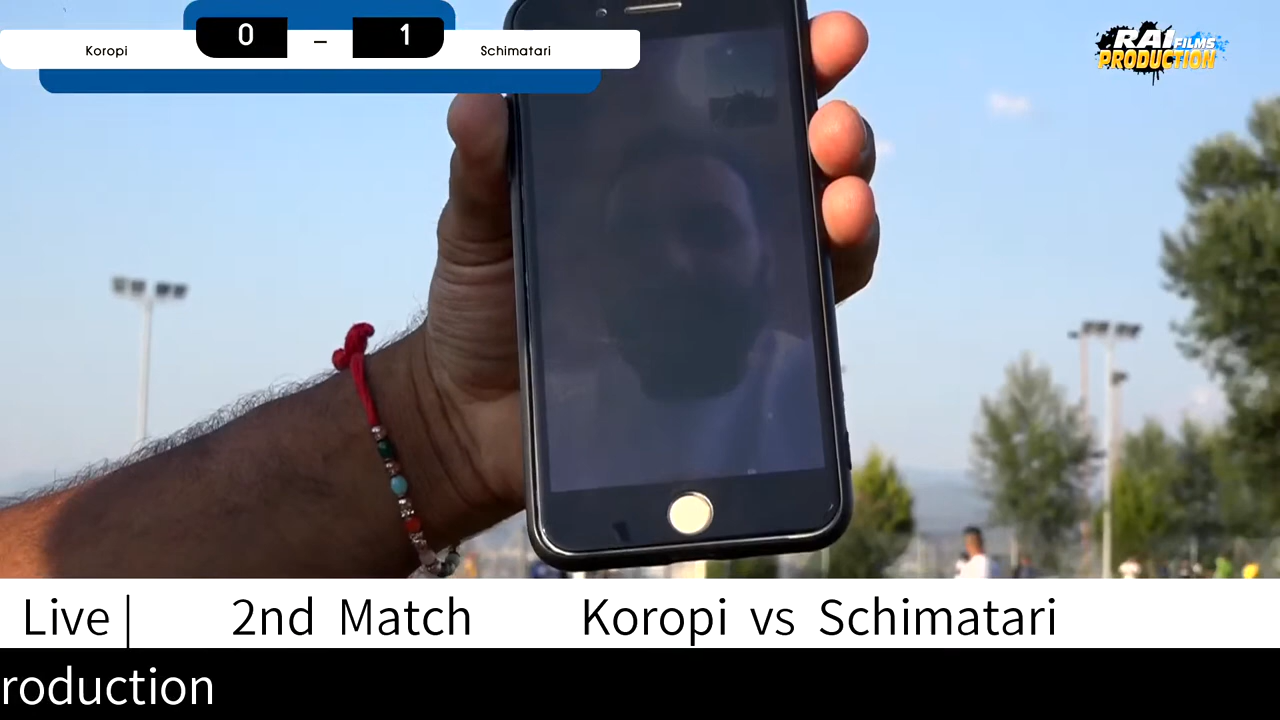 0 – 1
Koropi
Schimatari
RAI FILMS
PRODUCTION
Live | 2nd Match Koropi vs Schimatari
roduction